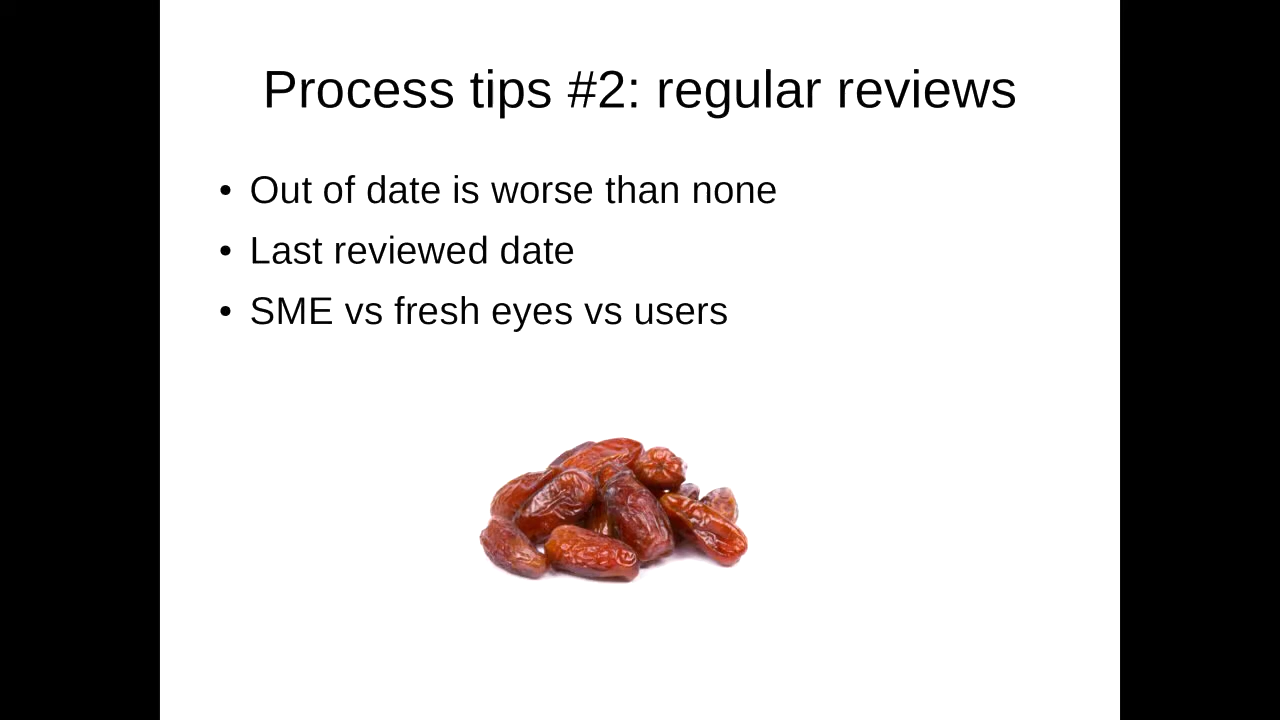 Process tips #2: regular reviews
• Out of date is worse than none
• Last reviewed date
• SME vs fresh eyes vs users